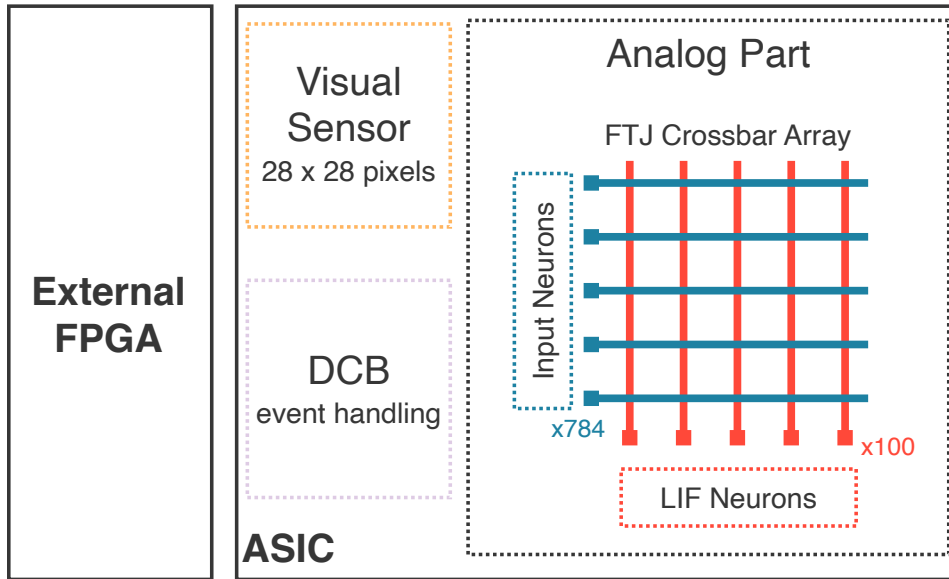 External
FPGA
Visual
Sensor
28 x 28 pixels
DCB
event handling
ASIC
Analog Part
FTJ Crossbar Array
Input Neurons
x784
x100
LIF Neurons